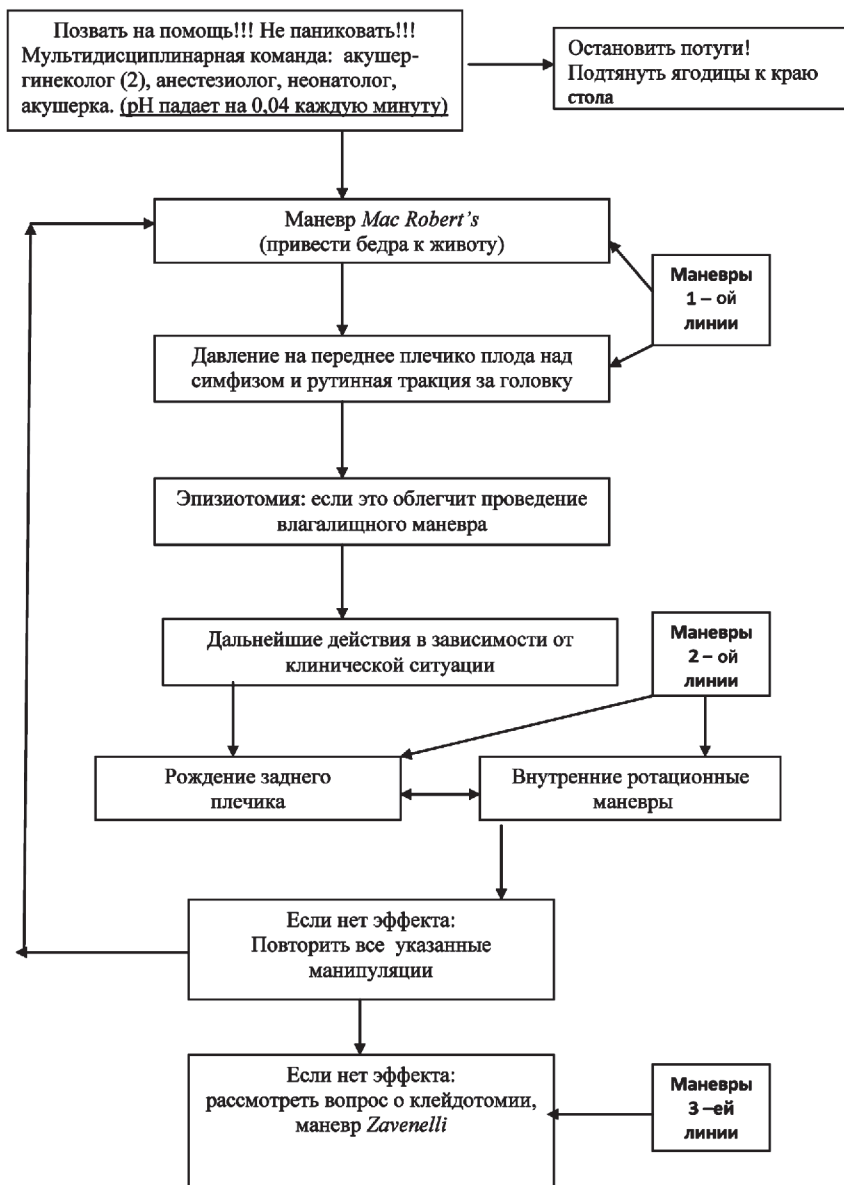 Позвать на помощь!!! Не паниковать!!!
Мультидисциплинарная команда: акушер-
гинеколог (2), анестезиолог, неонатолог,
акушерка. (pH падает на 0,04 каждую минуту)
Остановить потуги!
Подтянуть ягодицы к краю
стола
Маневр Mac Robert’s
(привести бедра к животу)
Маневры
1 – ой
линии
Давление на переднее плечико плода над
симфизом и рутинная тракция за головку
Эпизиотомия: если это облегчит проведение
влагалищного маневра
Дальнейшие действия в зависимости от
клинической ситуации
Маневры
2 – ой
линии
Рождение заднего
плечика
Внутренние ротационные
маневры
Если нет эффекта:
Повторить все указанные
манипуляции
Если нет эффекта:
рассмотреть вопрос о клейдотомии,
маневр Zavenelli
Маневры
3 –ей
линии